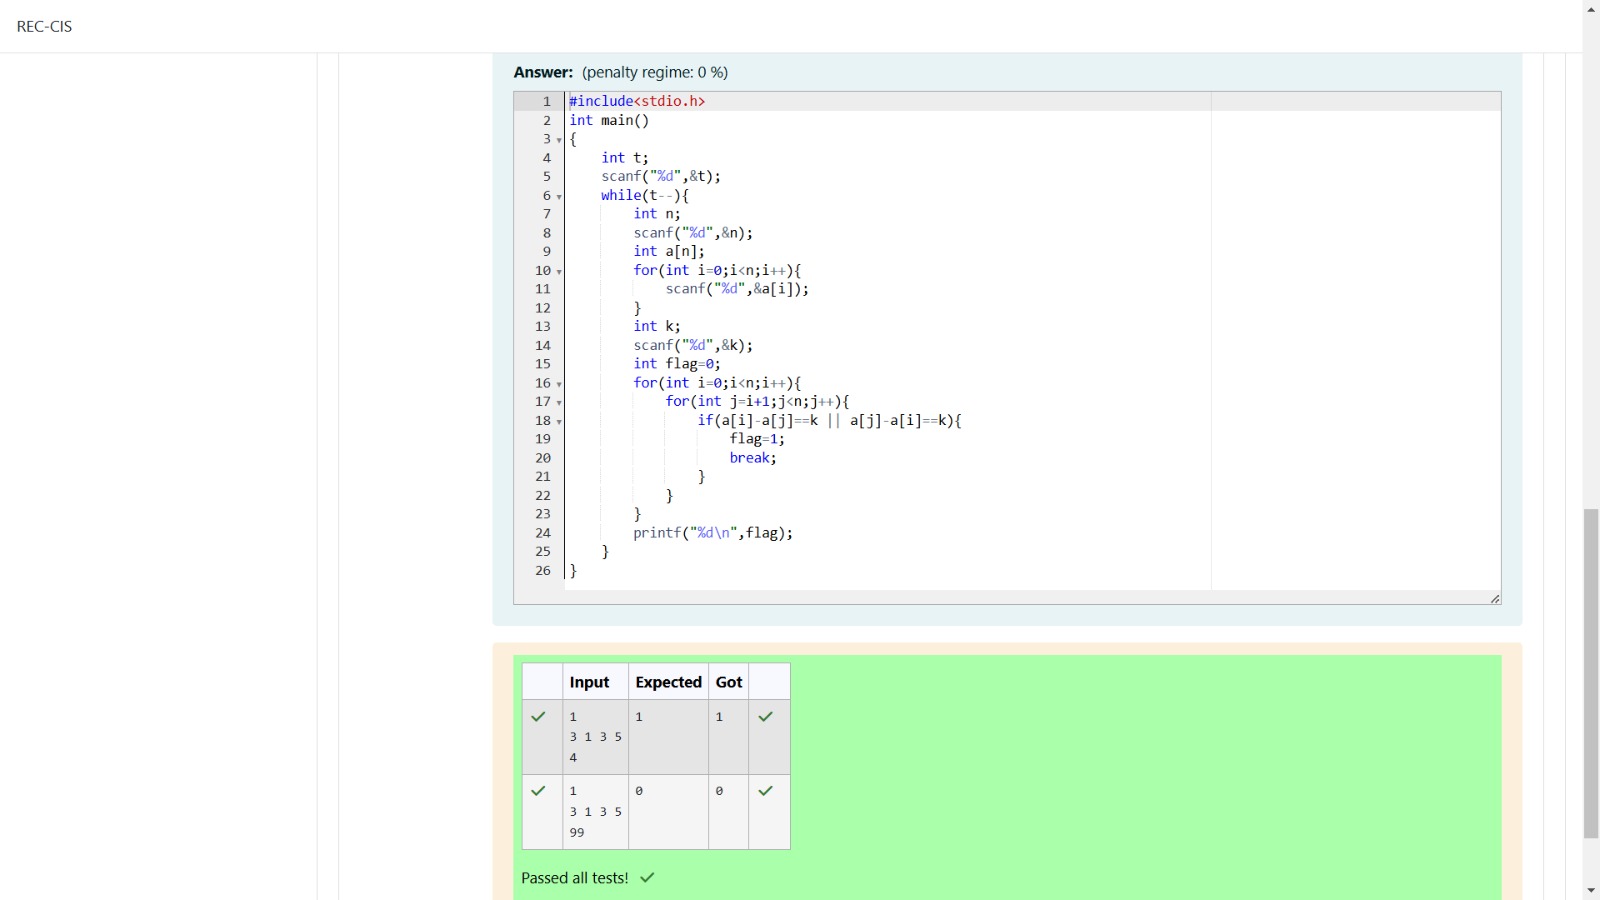 REC-CIS
Answer: (penalty regime: 0 %)
1 #include<stdio.h>
2 int main()
3 {
4     int t;
5     scanf("%d",&t);
6     while(t--){
7         int n;
8         scanf("%d",&n);
9         int a[n];
10         for(int i=0;i<n;i++){
11             scanf("%d",&a[i]);
12         }
13         int k;
14         scanf("%d",&k);
15         int flag=0;
16         for(int i=0;i<n;i++){
17             for(int j=i+1;j<n;j++){
18                 if(a[i]-a[j]==k || a[j]-a[i]==k){
19                     flag=1;
20                     break;
21                 }
22             }
23         }
24         printf("%d\n",flag);
25     }
26 }
Input Expected Got
1 1 1
3 1 3 5
4
1 0 0
3 1 3 5
99
Passed all tests!